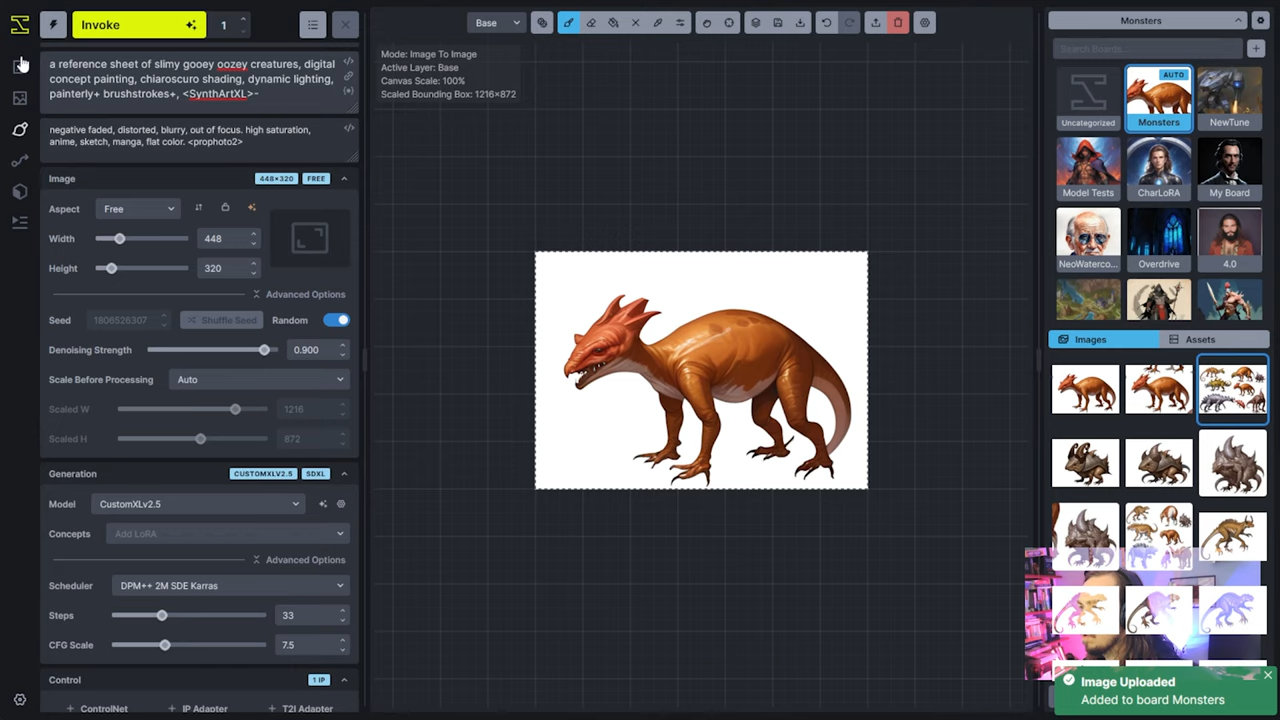 Invoke
1
a reference sheet of slimy gooey oozey creatures, digital
concept painting, chiaroscuro shading, dynamic lighting,
painterly+ brushstrokes+, <SynthArtXL>-
negative faded, distorted, blurry, out of focus. high saturation,
anime, sketch, manga, flat color. <prophoto2>
Image
448×320
FREE
Aspect
Free
Width
448
Height
320
Advanced Options
Seed
1806526307
Shuffle Seed
Random
Denoising Strength
0.900
Scale Before Processing
Auto
Scaled W
1216
Scaled H
872
Generation
CUSTOMXLV2.5
SDXL
Model
CustomXLv2.5
Concepts
Add LoRA
Advanced Options
Scheduler
DPM++ 2M SDE Karras
Steps
33
CFG Scale
7.5
Control
1 IP
ControlNet
IP Adapter
T2I Adapter
Base
Mode: Image To Image
Active Layer: Base
Canvas Scale: 100%
Scaled Bounding Box: 1216×872
Monsters
Search Boards...
AUTO
Uncategorized
Monsters
NewTune
Model Tests
CharLoRA
My Board
NeoWaterco...
Overdrive
4.0
Images
Assets
Image Uploaded
Added to board Monsters